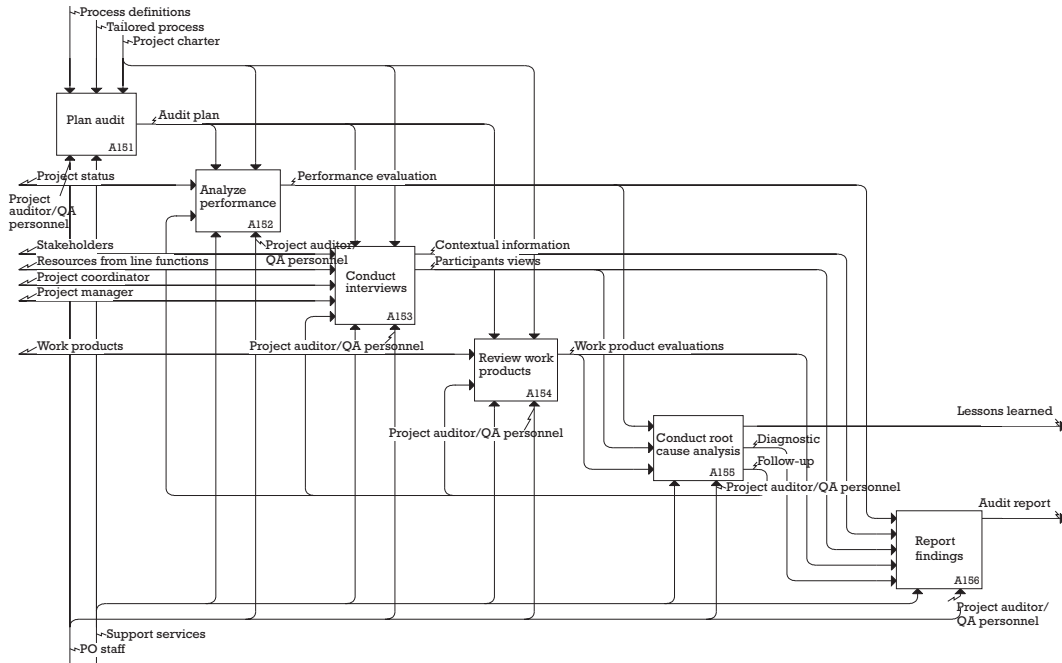 Process definitions
Tailored process
Project charter
Plan audit
A151
Audit plan
Project status
Project
auditor/QA
personnel
Analyze
performance
A152
Performance evaluation
Project auditor/
QA personnel
Stakeholders
Resources from line functions
Project coordinator
Project manager
Conduct
interviews
A153
Contextual information
Participants views
Work products
Project auditor/QA personnel
Review work
products
A154
Work product evaluations
Project auditor/QA personnel
Conduct root
cause analysis
A155
Lessons learned
Diagnostic
Follow-up
Project auditor/QA personnel
Audit report
Report
findings
A156
Project auditor/
QA personnel
Support services
PO staff